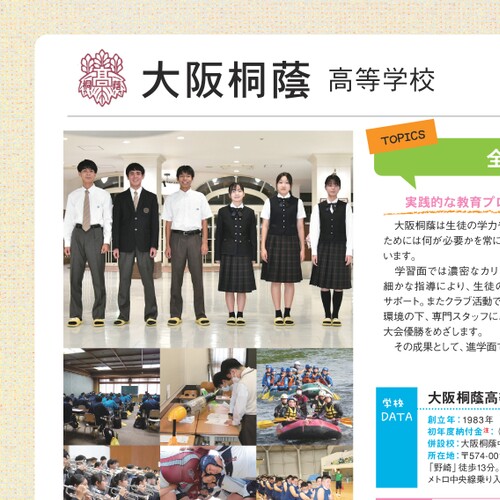 大阪桐蔭 高等学校
TOPICS
全
実践的な教育プロ
大阪桐蔭は生徒の学力
ためには何が必要かを常に
います。
学習面では濃密なカリ
細かな指導により、生徒の
サポート。またクラブ活動で
環境の下、専門スタッフに
大会優勝をめざします。
その成果として、進学面で
学校
DATA
大阪桐蔭高
創立年：1983年
初年度納付金注：
併設校：大阪桐蔭
所在地：〒574-00
「野崎」徒歩13分。
メトロ中央線乗り入